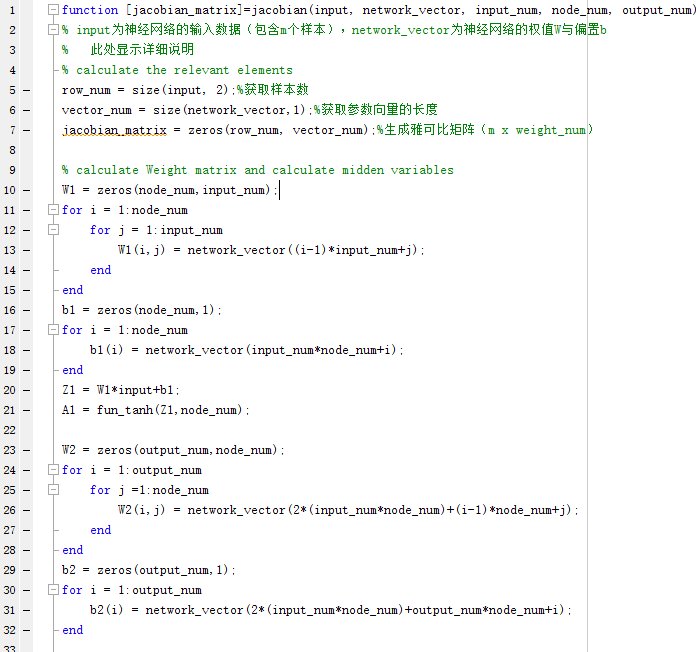 1 function [jacobian_matrix]=jacobian(input, network_vector, input_num, node_num, output_num)
2 % input为神经网络的输入数据（包含m个样本），network_vector为神经网络的权值W与偏置b
3 %   此处显示详细说明
4 % calculate the relevant elements
5 row_num = size(input, 2);%获取样本数
6 vector_num = size(network_vector,1);%获取参数向量的长度
7 jacobian_matrix = zeros(row_num, vector_num);%生成雅可比矩阵（m x weight_num）
8
9 % calculate Weight matrix and calculate midden variables
10 W1 = zeros(node_num,input_num);
11 for i = 1:node_num
12     for j = 1:input_num
13         W1(i,j) = network_vector((i-1)*input_num+j);
14     end
15 end
16 b1 = zeros(node_num,1);
17 for i = 1:node_num
18     b1(i) = network_vector(input_num*node_num+i);
19 end
20 Z1 = W1*input+b1;
21 A1 = fun_tanh(Z1,node_num);
22
23 W2 = zeros(output_num,node_num);
24 for i = 1:output_num
25     for j =1:node_num
26         W2(i,j) = network_vector(2*(input_num*node_num)+(i-1)*node_num+j);
27     end
28 end
29 b2 = zeros(output_num,1);
30 for i = 1:output_num
31     b2(i) = network_vector(2*(input_num*node_num)+output_num*node_num+i);
32 end
33